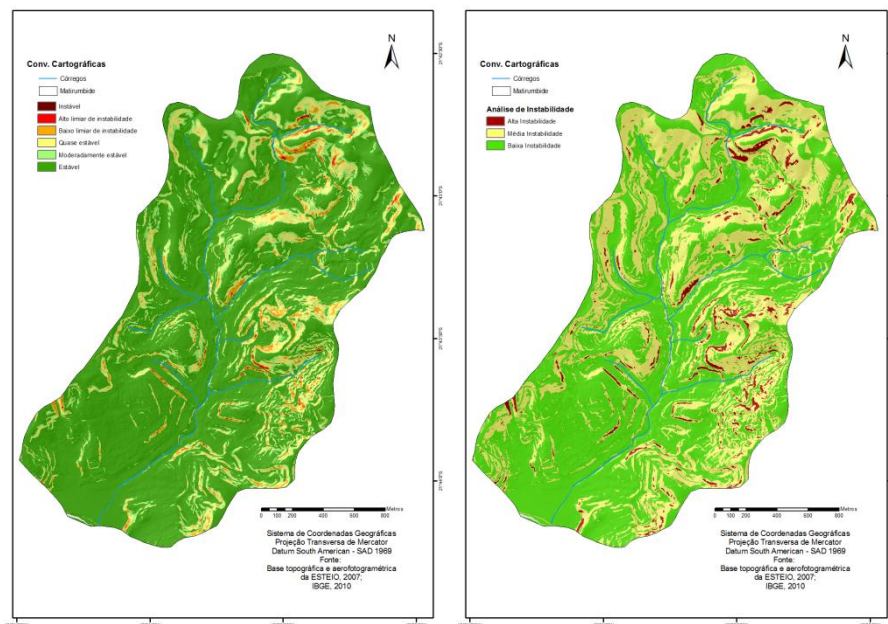 N
Conv. Cartográficas
Córregos
Matirumbide
Instável
Alto limiar de instabilidade
Baixo limiar de instabilidade
Quase estável
Moderadamente estável
Estável
0 100 200 400 600 800 Metros
Sistema de Coordenadas Geográficas
Projeção Transversa de Mercator
Datum South American - SAD 1969
Fonte:
Base topográfica e aerofotogramétrica
da ESTEIO, 2007;
IBGE, 2010
N
Conv. Cartográficas
Córregos
Matirumbide
Análise de Instabilidade
Alta Instabilidade
Média Instabilidade
Baixa Instabilidade
0 100 200 400 600 800 Metros
Sistema de Coordenadas Geográficas
Projeção Transversa de Mercator
Datum South American - SAD 1969
Fonte:
Base topográfica e aerofotogramétrica
da ESTEIO, 2007;
IBGE, 2010